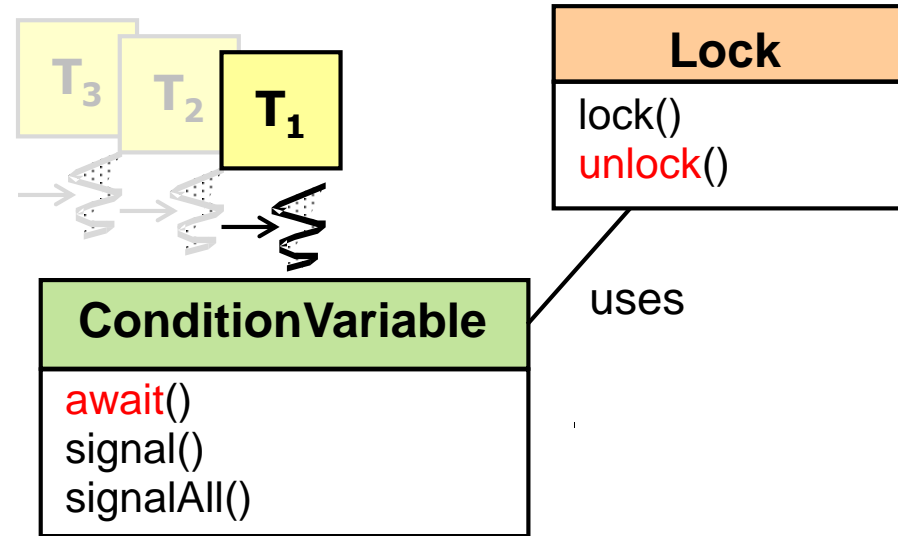 T3
T2
T1
Lock
lock()
unlock()
uses
ConditionVariable
await()
signal()
signalAll()